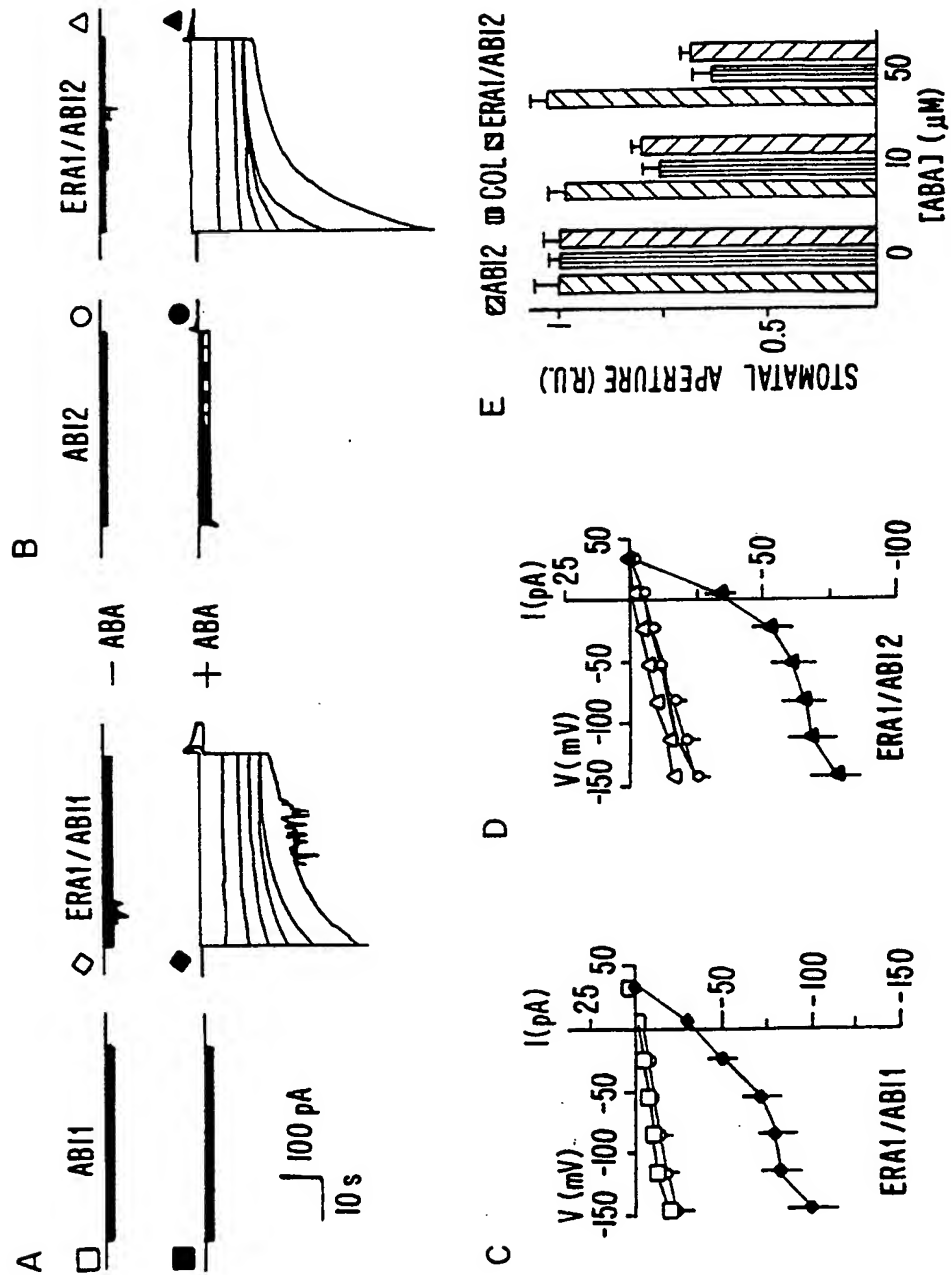 A
ABI1
ERA1/ABI1
− ABA
+ ABA
100 pA
10 s
B
ABI2
ERA1/ABI2
C
I(pA)
V (mV)
-150
-100
-50
50
25
-50
-100
-150
ERA1/ABI1
D
I(pA)
V(mV)
-150
-100
-50
50
25
-50
-100
ERA1/ABI2
E
ABI2 COL ERA1/ABI2
STOMATAL APERTURE (R.U.)
1
0.5
0
10
50
[ABA] (μM)